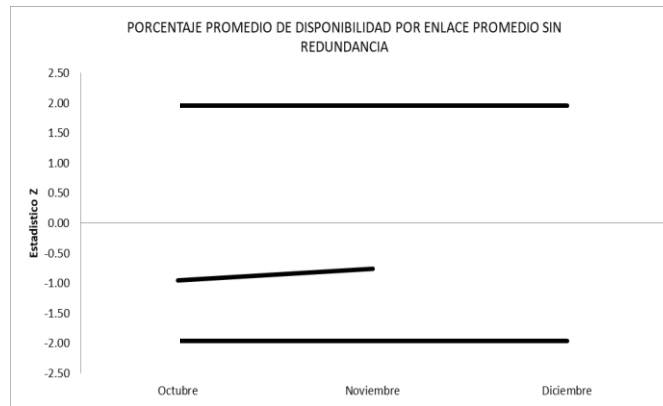 PORCENTAJE PROMEDIO DE DISPONIBILIDAD POR ENLACE PROMEDIO SIN
REDUNDANCIA
2.50
2.00
1.50
1.00
0.50
0.00
-0.50
-1.00
-1.50
-2.00
-2.50
Estadístico Z
Octubre
Noviembre
Diciembre